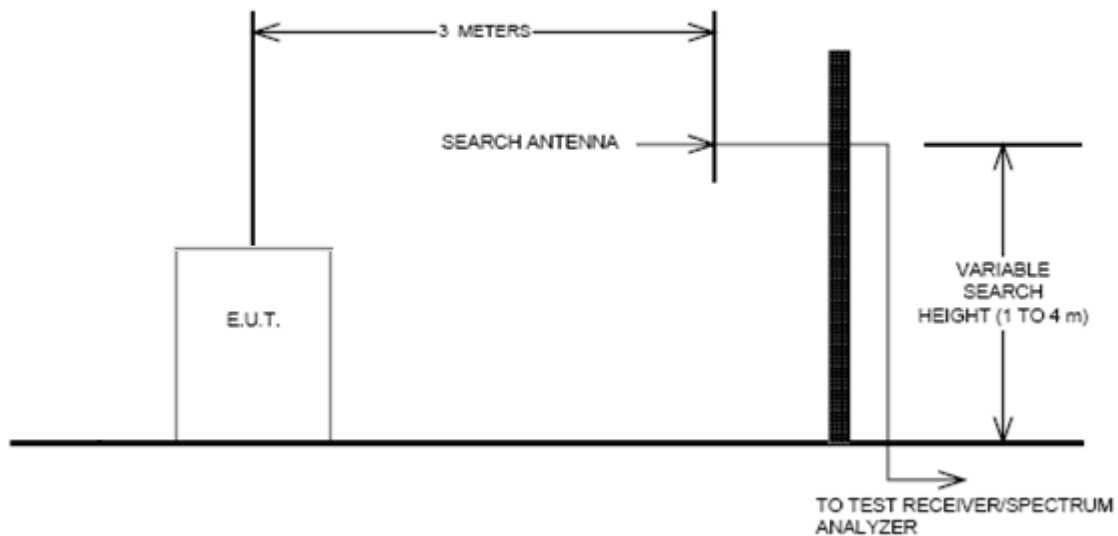 3 METERS
SEARCH ANTENNA
E.U.T.
VARIABLE
SEARCH
HEIGHT (1 TO 4 m)
TO TEST RECEIVER/SPECTRUM
ANALYZER